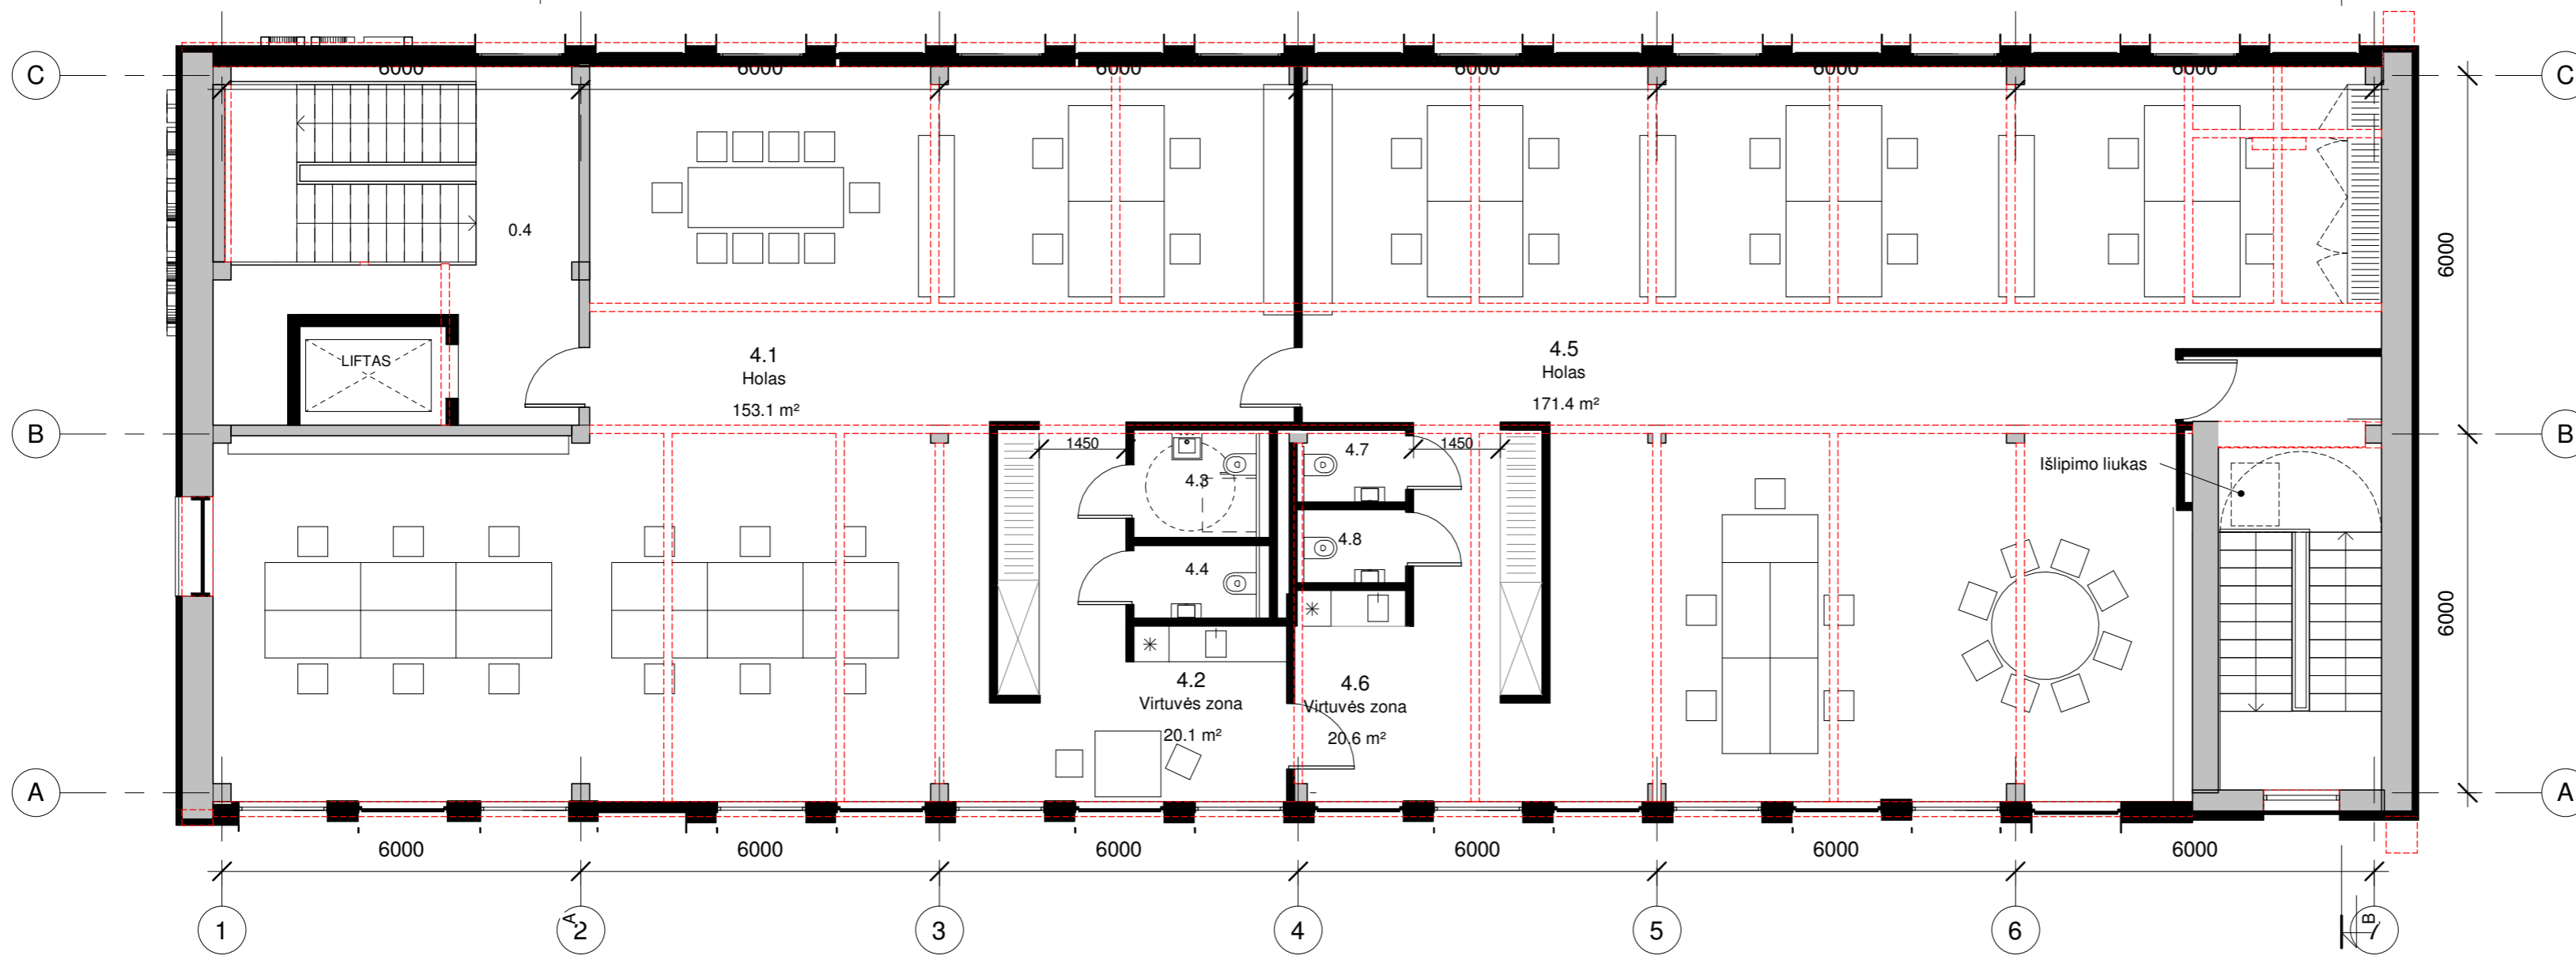 C
6000
6000
6000
6000
6000
6000
C
0.4
6000
LIFTAS
4.1
Holas
153.1 m²
4.5
Holas
171.4 m²
B
1450
4.3
4.7
1450
Išlipimo liukas
B
4.8
4.4
6000
4.2
Virtuvės zona
20.1 m²
4.6
Virtuvės zona
20.6 m²
A
A
6000
6000
6000
6000
6000
6000
1
A
2
3
4
5
6
B
7